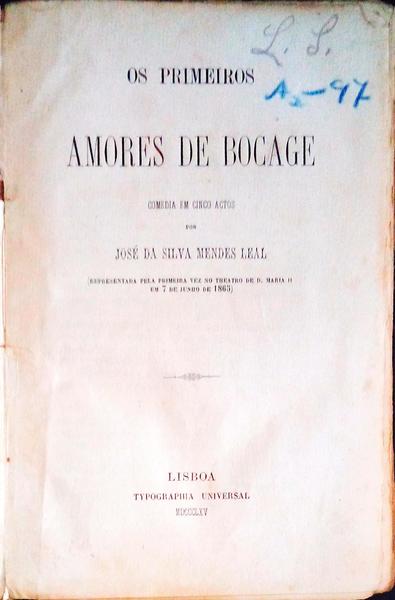 L. S.
A2-97
OS PRIMEIROS
AMORES DE BOCAGE
COMEDIA EM CINCO ACTOS
POR
JOSÉ DA SILVA MENDES LEAL
(REPRESENTADA PELA PRIMEIRA VEZ NO THEATRO DE D. MARIA II
EM 7 DE JUNHO DE 1865)
LISBOA
TYPOGRAPHIA UNIVERSAL
MDCCCLXV